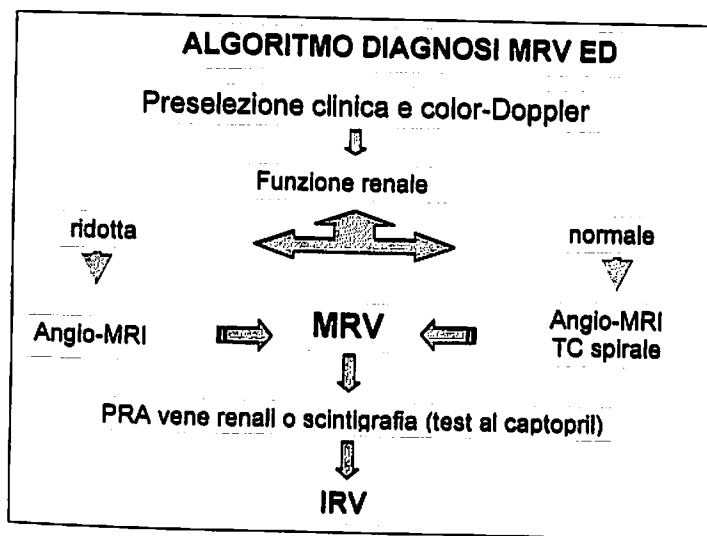 ALGORITMO DIAGNOSI MRV ED
Preselezione clinica e color-Doppler
Funzione renale
ridotta
normale
Angio-MRI
MRV
Angio-MRI
TC spirale
PRA vene renali o scintigrafia (test al captopril)
IRV